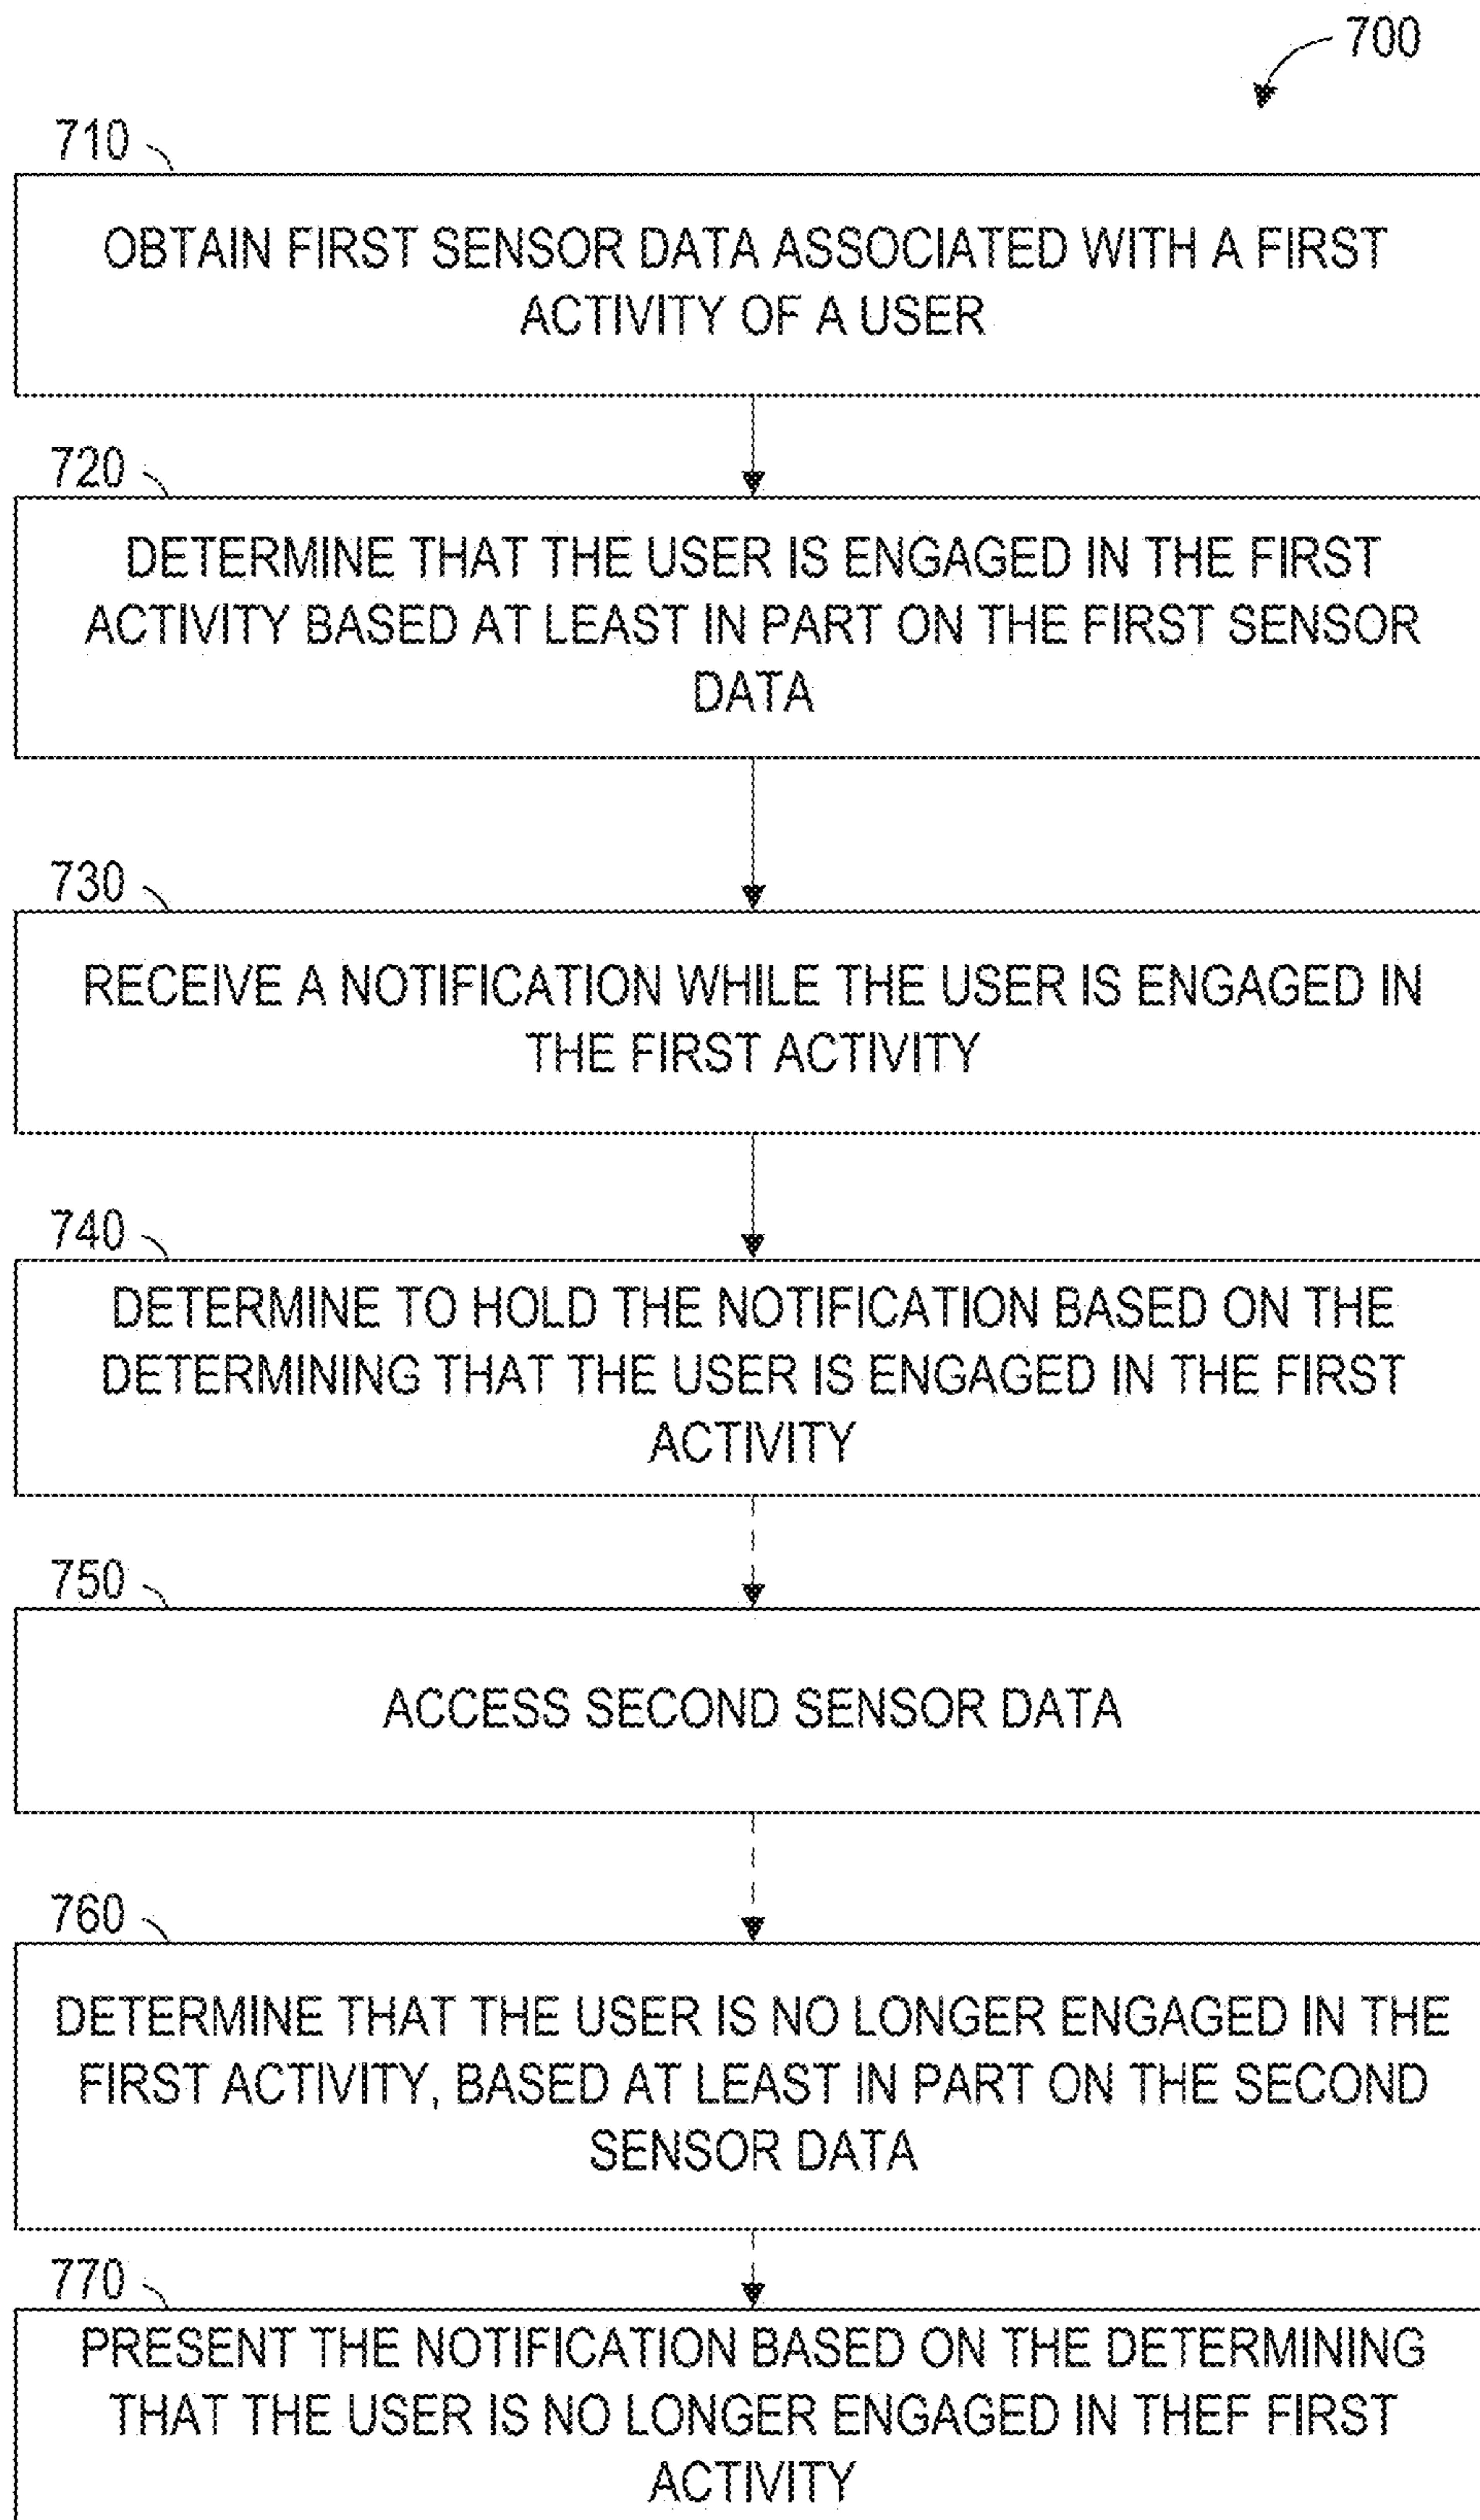 700
710
OBTAIN FIRST SENSOR DATA ASSOCIATED WITH A FIRST
ACTIVITY OF A USER
720
DETERMINE THAT THE USER IS ENGAGED IN THE FIRST
ACTIVITY BASED AT LEAST IN PART ON THE FIRST SENSOR
DATA
730
RECEIVE A NOTIFICATION WHILE THE USER IS ENGAGED IN
THE FIRST ACTIVITY
740
DETERMINE TO HOLD THE NOTIFICATION BASED ON THE
DETERMINING THAT THE USER IS ENGAGED IN THE FIRST
ACTIVITY
750
ACCESS SECOND SENSOR DATA
760
DETERMINE THAT THE USER IS NO LONGER ENGAGED IN THE
FIRST ACTIVITY, BASED AT LEAST IN PART ON THE SECOND
SENSOR DATA
770
PRESENT THE NOTIFICATION BASED ON THE DETERMINING
THAT THE USER IS NO LONGER ENGAGED IN THEF FIRST
ACTIVITY